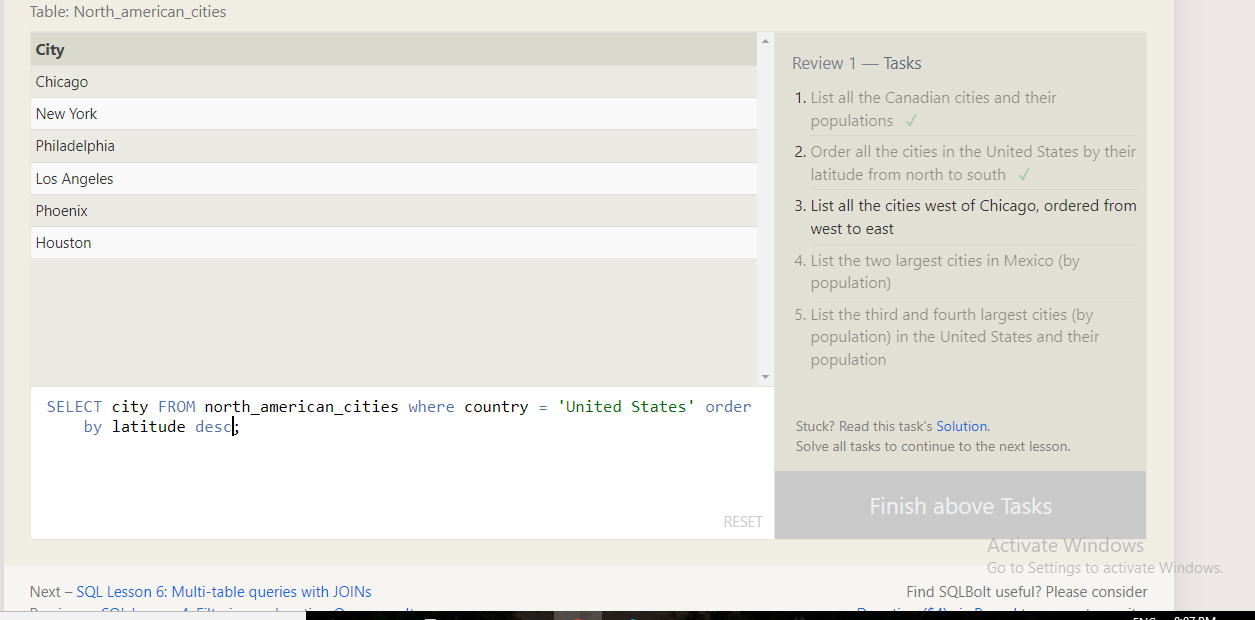 Table: North_american_cities
City
Chicago
New York
Philadelphia
Los Angeles
Phoenix
Houston
SELECT city FROM north_american_cities where country = 'United States' order
by latitude desc;
RESET
Review 1 — Tasks
1. List all the Canadian cities and their
populations ✓
2. Order all the cities in the United States by their
latitude from north to south ✓
3. List all the cities west of Chicago, ordered from
west to east
4. List the two largest cities in Mexico (by
population)
5. List the third and fourth largest cities (by
population) in the United States and their
population
Stuck? Read this task's Solution.
Solve all tasks to continue to the next lesson.
Finish above Tasks
Activate Windows
Go to Settings to activate Windows.
Next – SQL Lesson 6: Multi-table queries with JOINs
Find SQLBolt useful? Please consider